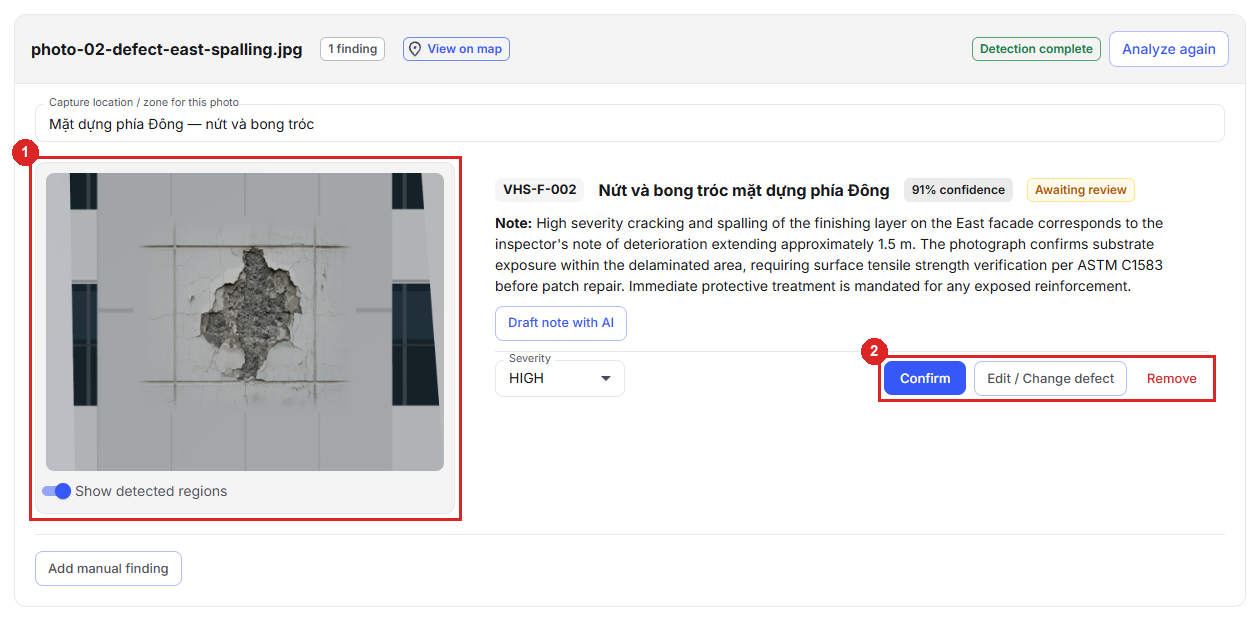 photo-02-defect-east-spalling.jpg
1 finding
View on map
Detection complete
Analyze again
Capture location / zone for this photo
Mặt dựng phía Đông — nứt và bong tróc
1
VHS-F-002
Nứt và bong tróc mặt dựng phía Đông
91% confidence
Awaiting review
Note: High severity cracking and spalling of the finishing layer on the East facade corresponds to the
inspector's note of deterioration extending approximately 1.5 m. The photograph confirms substrate
exposure within the delaminated area, requiring surface tensile strength verification per ASTM C1583
before patch repair. Immediate protective treatment is mandated for any exposed reinforcement.
Draft note with AI
2
Severity
HIGH
Confirm
Edit / Change defect
Remove
Show detected regions
Add manual finding